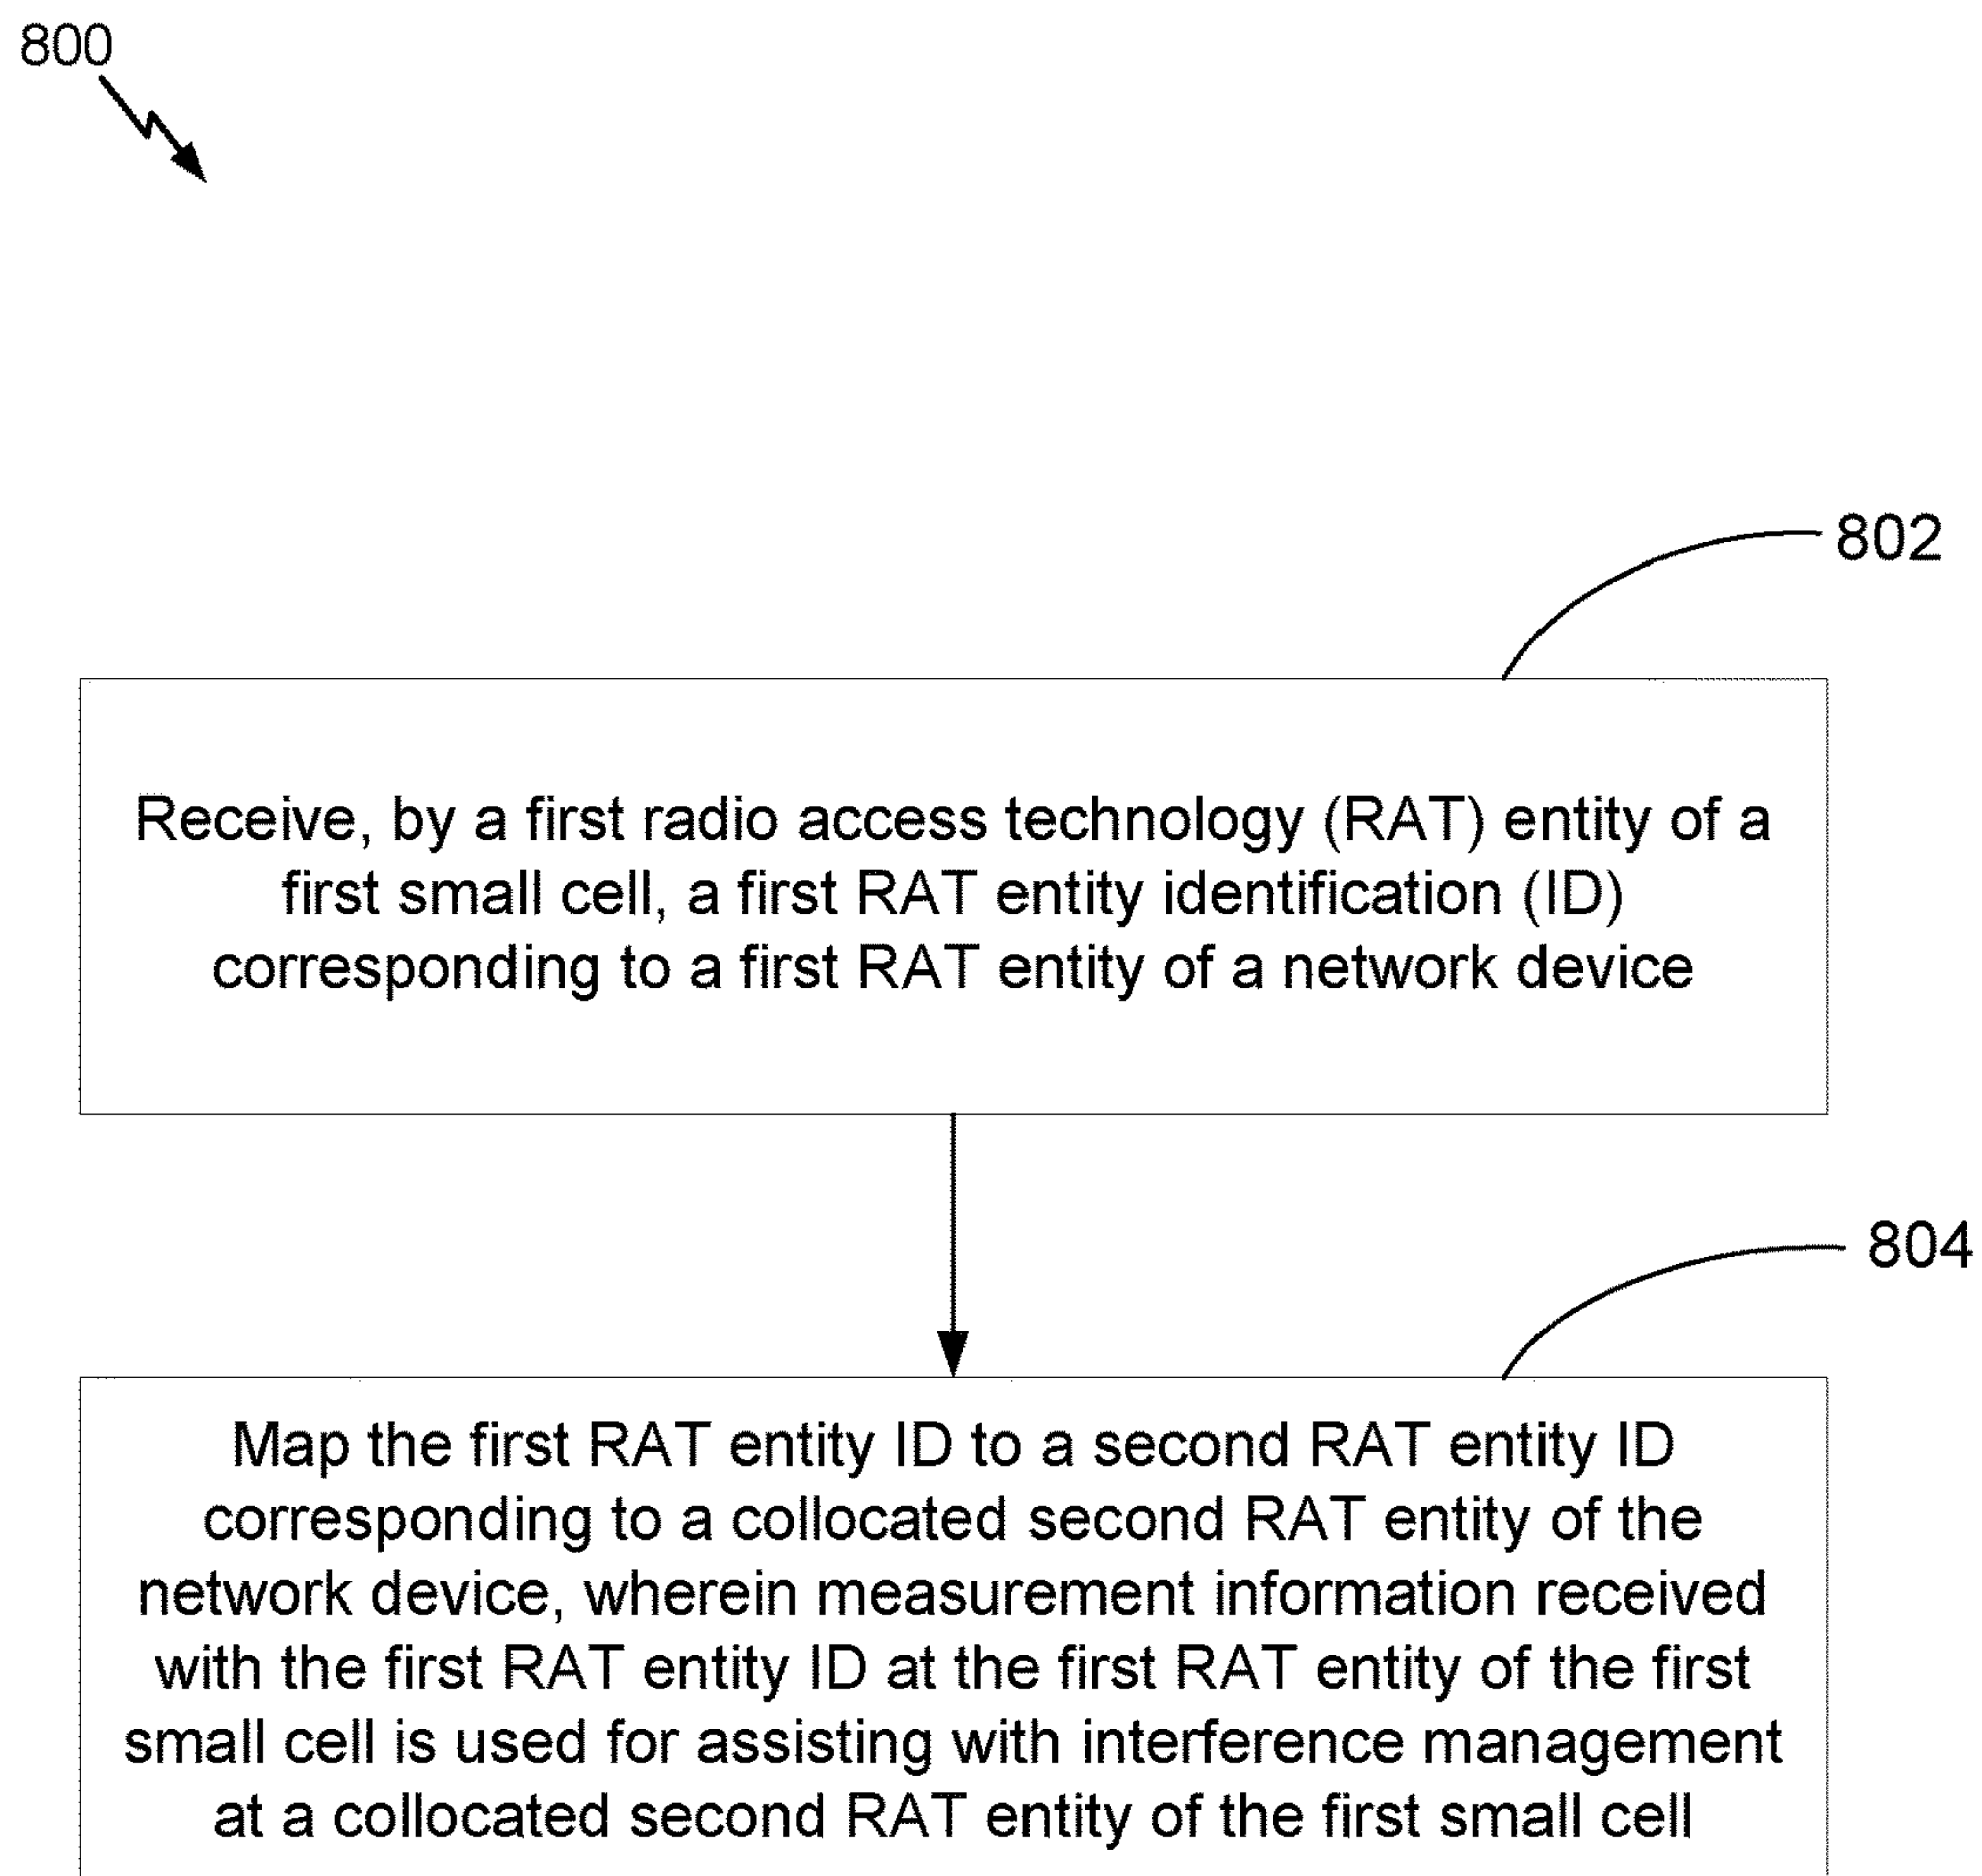 800
802
Receive, by a first radio access technology (RAT) entity of a
first small cell, a first RAT entity identification (ID)
corresponding to a first RAT entity of a network device
804
Map the first RAT entity ID to a second RAT entity ID
corresponding to a collocated second RAT entity of the
network device, wherein measurement information received
with the first RAT entity ID at the first RAT entity of the first
small cell is used for assisting with interference management
at a collocated second RAT entity of the first small cell